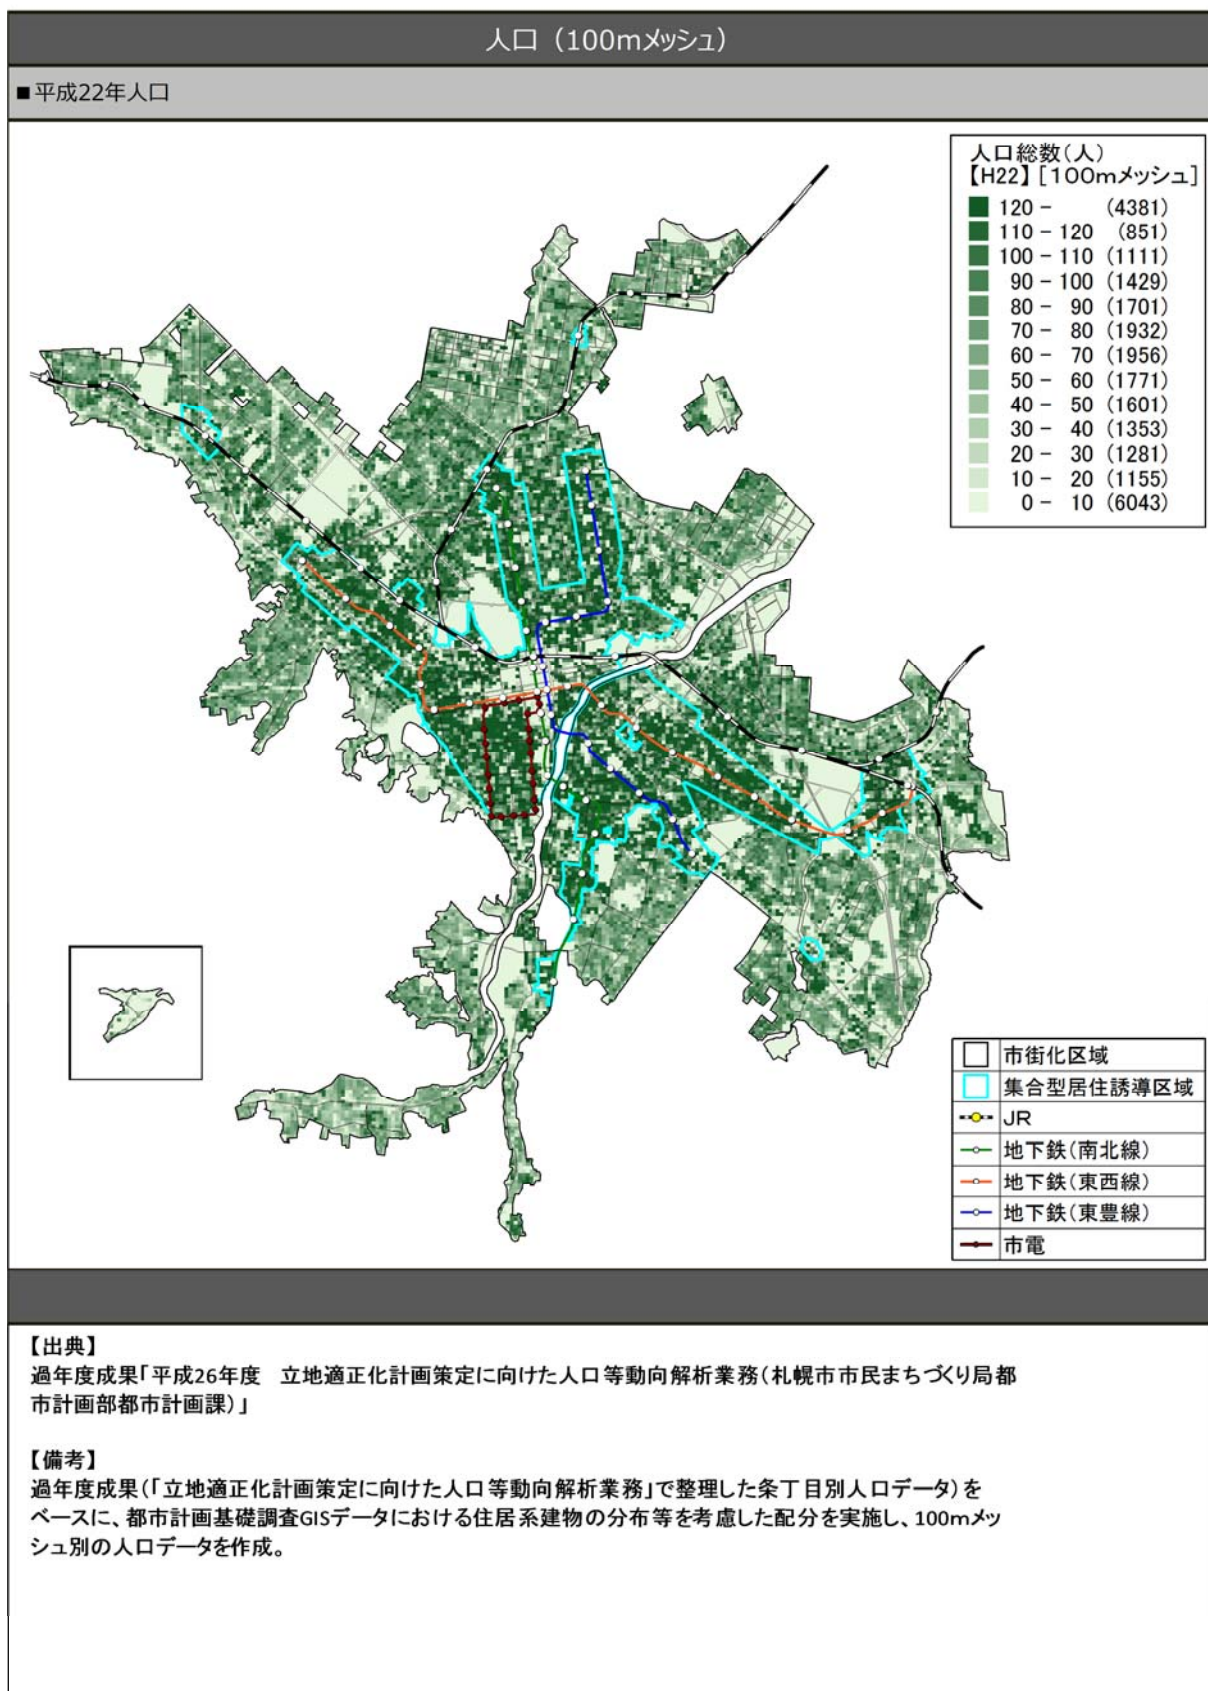 人口（100mメッシュ）
■平成22年人口
人口総数(人)
【H22】［100mメッシュ］
120 - (4381)
110 - 120 (851)
100 - 110 (1111)
90 - 100 (1429)
80 - 90 (1701)
70 - 80 (1932)
60 - 70 (1956)
50 - 60 (1771)
40 - 50 (1601)
30 - 40 (1353)
20 - 30 (1281)
10 - 20 (1155)
0 - 10 (6043)
市街化区域
集合型居住誘導区域
JR
地下鉄(南北線)
地下鉄(東西線)
地下鉄(東豊線)
市電
【出典】
過年度成果「平成26年度　立地適正化計画策定に向けた人口等動向解析業務(札幌市市民まちづくり局都
市計画部都市計画課)」
【備考】
過年度成果(「立地適正化計画策定に向けた人口等動向解析業務」で整理した条丁目別人口データ)を
ベースに、都市計画基礎調査GISデータにおける住居系建物の分布等を考慮した配分を実施し、100mメッ
シュ別の人口データを作成。